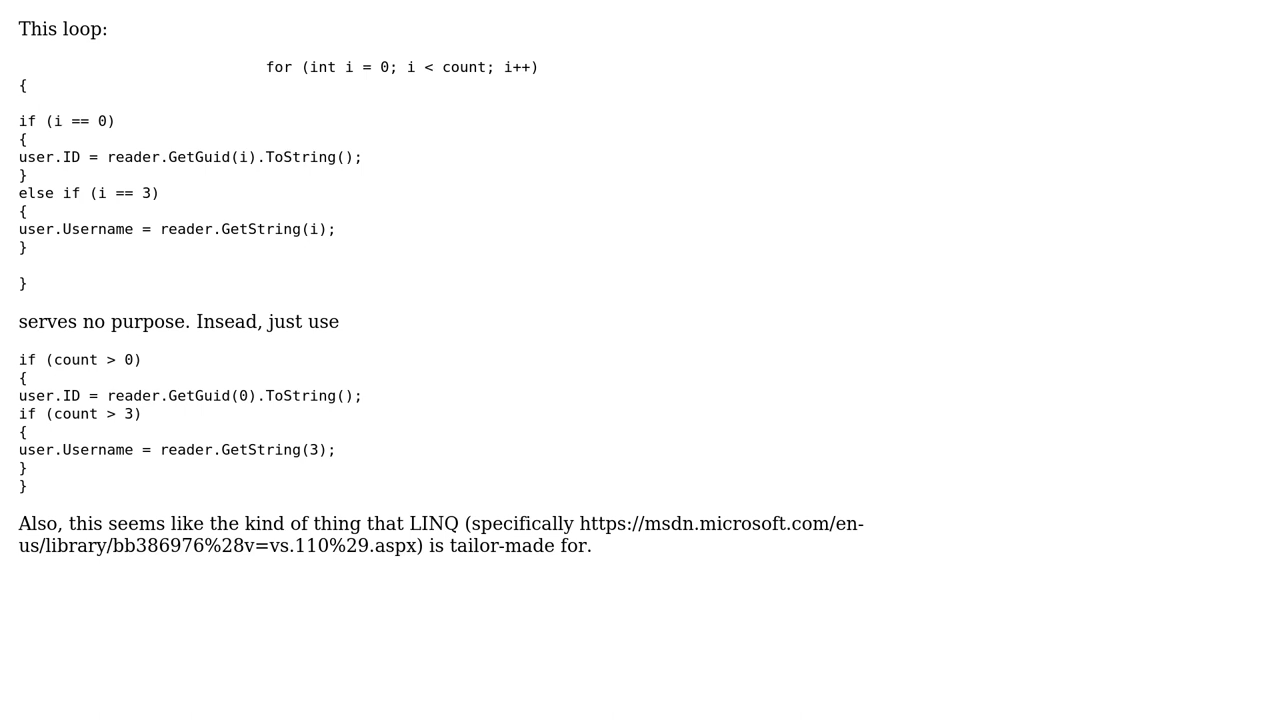 This loop:
for (int i = 0; i < count; i++)
{
if (i == 0)
{
user.ID = reader.GetGuid(i).ToString();
}
else if (i == 3)
{
user.Username = reader.GetString(i);
}
}
serves no purpose. Insead, just use
if (count > 0)
{
user.ID = reader.GetGuid(0).ToString();
if (count > 3)
{
user.Username = reader.GetString(3);
}
}
Also, this seems like the kind of thing that LINQ (specifically https://msdn.microsoft.com/en-
us/library/bb386976%28v=vs.110%29.aspx) is tailor-made for.